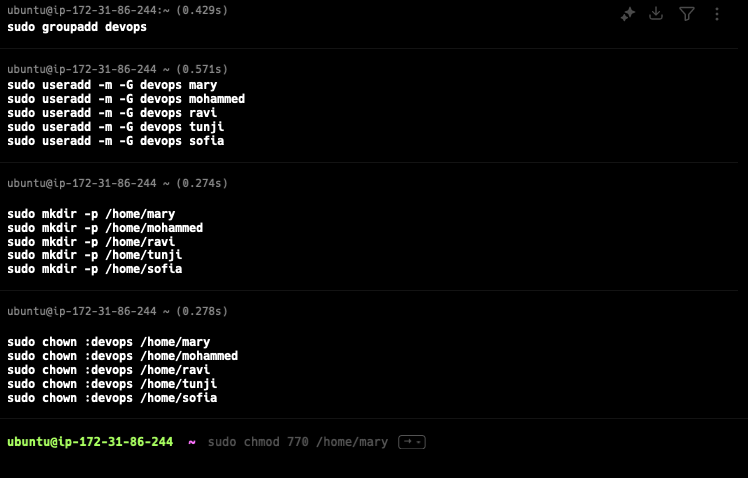 ubuntu@ip-172-31-86-244:~ (0.429s)
sudo groupadd devops
ubuntu@ip-172-31-86-244 ~ (0.571s)
sudo useradd -m -G devops mary
sudo useradd -m -G devops mohammed
sudo useradd -m -G devops ravi
sudo useradd -m -G devops tunji
sudo useradd -m -G devops sofia
ubuntu@ip-172-31-86-244 ~ (0.274s)
sudo mkdir -p /home/mary
sudo mkdir -p /home/mohammed
sudo mkdir -p /home/ravi
sudo mkdir -p /home/tunji
sudo mkdir -p /home/sofia
ubuntu@ip-172-31-86-244 ~ (0.278s)
sudo chown :devops /home/mary
sudo chown :devops /home/mohammed
sudo chown :devops /home/ravi
sudo chown :devops /home/tunji
sudo chown :devops /home/sofia
ubuntu@ip-172-31-86-244 ~ sudo chmod 770 /home/mary